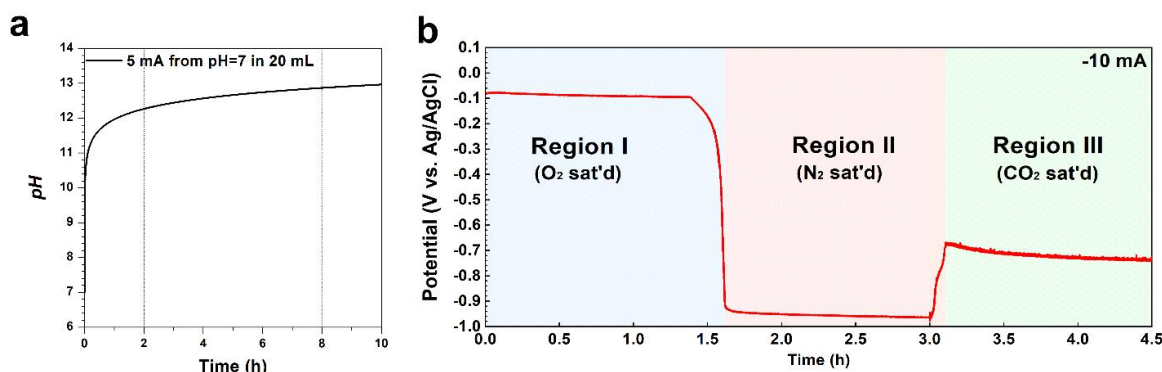 a
14
13
12
11
10
9
8
7
6
pH
5 mA from pH=7 in 20 mL
0 2 4 6 8 10
Time (h)
b
0.1
0.0
-0.1
-0.2
-0.3
-0.4
-0.5
-0.6
-0.7
-0.8
-0.9
-1.0
Potential (V vs. Ag/AgCl)
-10 mA
Region I
(O₂ sat'd)
Region II
(N₂ sat'd)
Region III
(CO₂ sat'd)
0.0 0.5 1.0 1.5 2.0 2.5 3.0 3.5 4.0 4.5
Time (h)